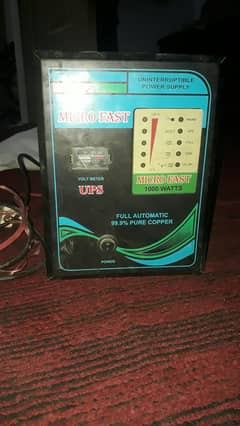 UNINTERRUPTIBLE
POWER SUPPLY
MICRO FAST
VOLT METER
UPS
MICRO FAST
1000 WATTS
FULL AUTOMATIC
99.9% PURE COPPER
POWER